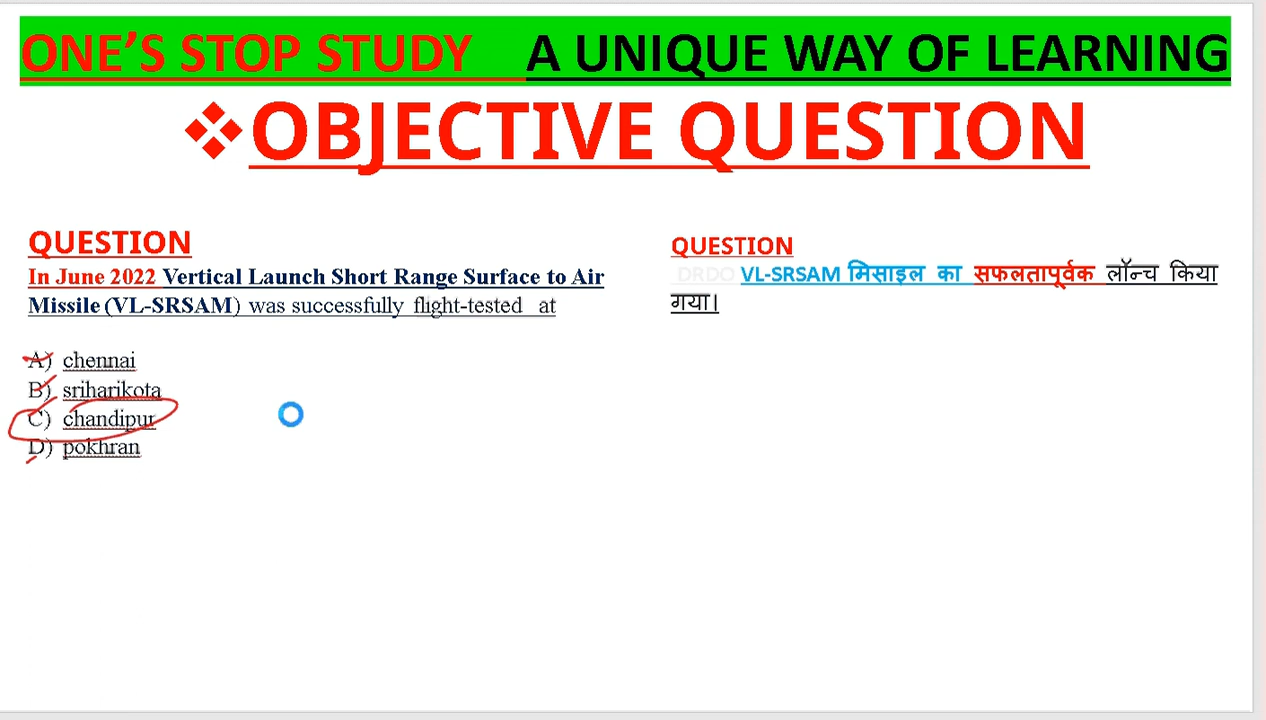 ONE’S STOP STUDY A UNIQUE WAY OF LEARNING
❖OBJECTIVE QUESTION
QUESTION
In June 2022 Vertical Launch Short Range Surface to Air
Missile (VL-SRSAM) was successfully flight-tested at
A) chennai
B) sriharikota
C) chandipur
D) pokhran
QUESTION
DRDO VL-SRSAM मिसाइल का सफलतापूर्वक लॉन्च किया
गया।